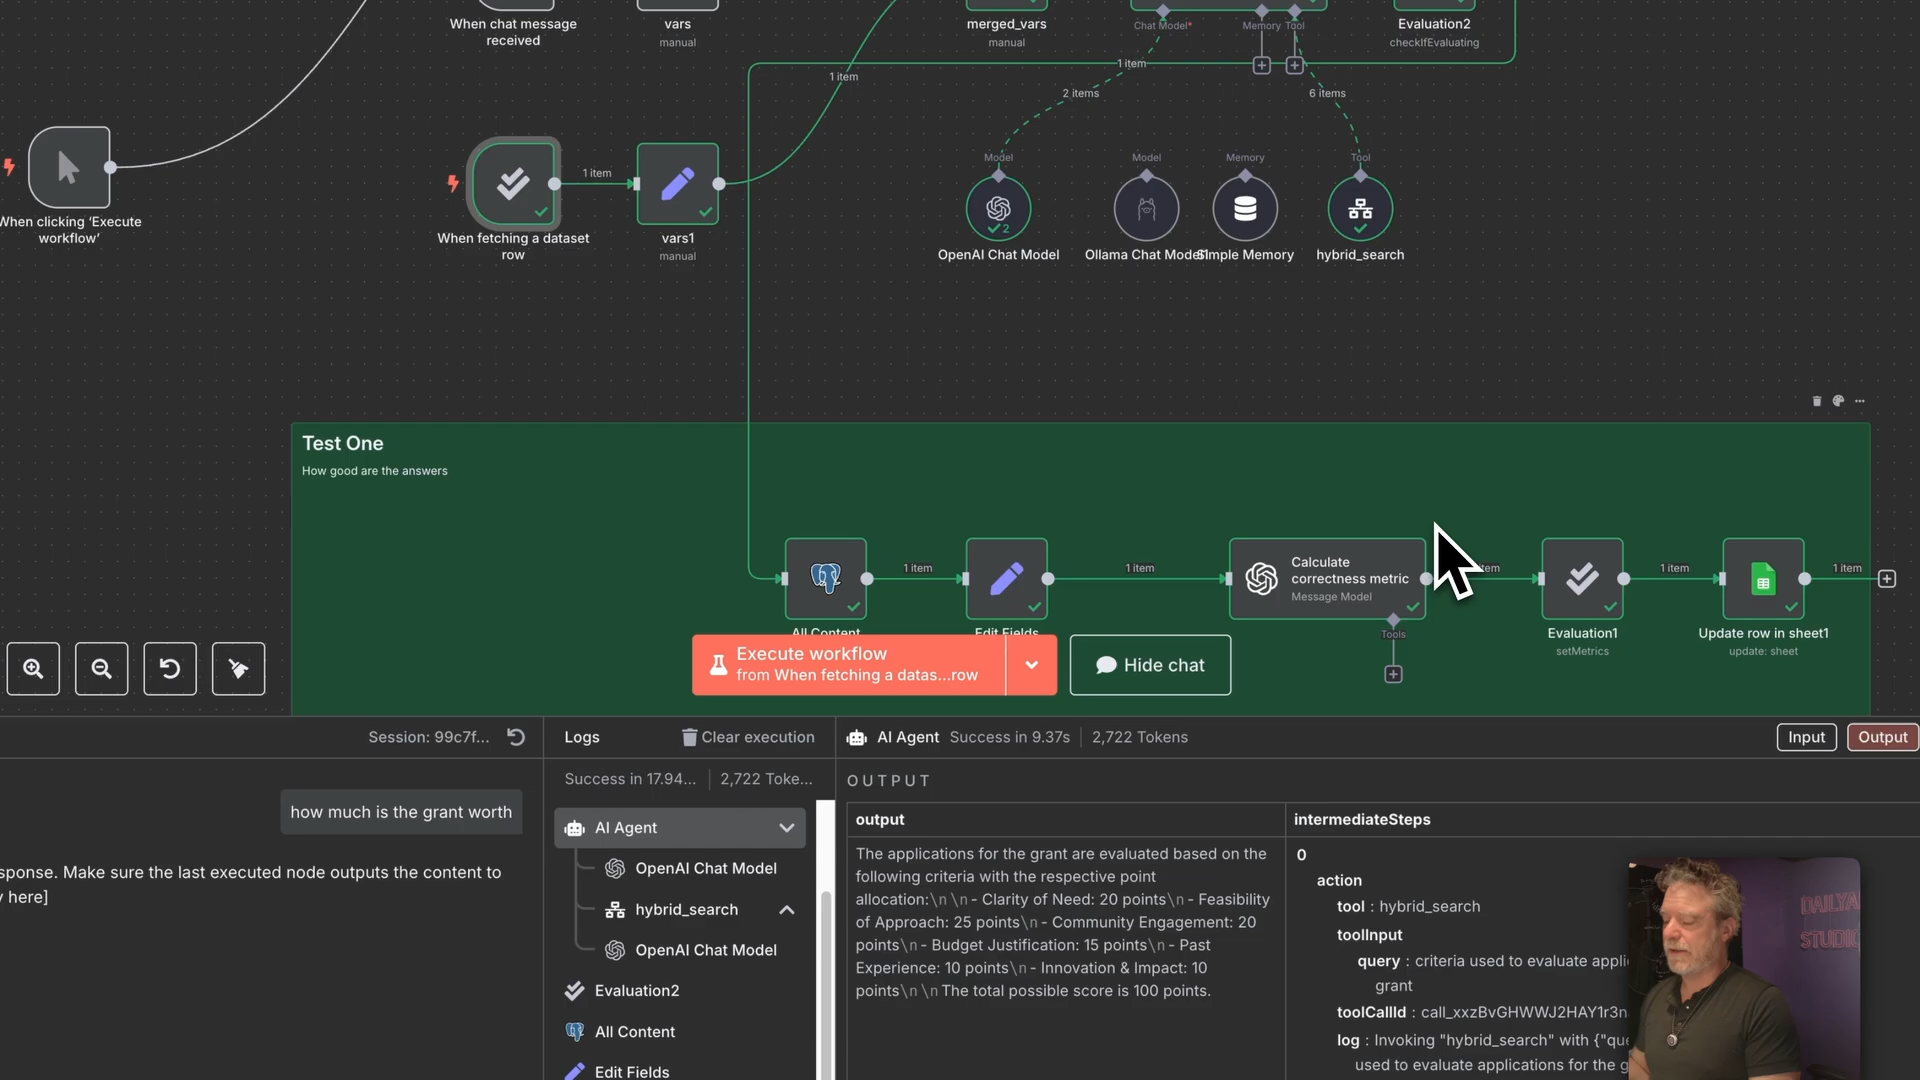 When chat message
received
vars
manual
merged_vars
manual
Chat Model*
Memory
Tool
Evaluation2
checkIfEvaluating
1 item
1 item
2 items
6 items
When clicking ‘Execute
workflow’
1 item
When fetching a dataset
row
vars1
manual
Model
Model
Memory
Tool
2
OpenAI Chat Model
Ollama Chat Model
Simple Memory
hybrid_search
Test One
How good are the answers
1 item
1 item
Calculate
correctness metric
Message Model
1 item
1 item
All Content
Edit Fields
Tools
Evaluation1
setMetrics
Update row in sheet1
update: sheet
Execute workflow
from When fetching a datas...row
Hide chat
Session: 99c7f...
Logs
Clear execution
AI Agent
Success in 9.37s
2,722 Tokens
Input
Output
Success in 17.94...
2,722 Toke...
how much is the grant worth
sponse. Make sure the last executed node outputs the content to
here]
AI Agent
OpenAI Chat Model
hybrid_search
OpenAI Chat Model
Evaluation2
All Content
Edit Fields
OUTPUT
output
The applications for the grant are evaluated based on the
following criteria with the respective point
allocation:\n \n - Clarity of Need: 20 points\n - Feasibility
of Approach: 25 points\n - Community Engagement: 20
points\n - Budget Justification: 15 points\n - Past
Experience: 10 points\n - Innovation & Impact: 10
points\n \n The total possible score is 100 points.
intermediateSteps
0
action
tool : hybrid_search
toolInput
query : criteria used to evaluate appli
grant
toolCallId : call_xxzBvGHWWJ2HAY1r3n
log : Invoking "hybrid_search" with {"que
used to evaluate applications for the g
DAILYA
STUDIO